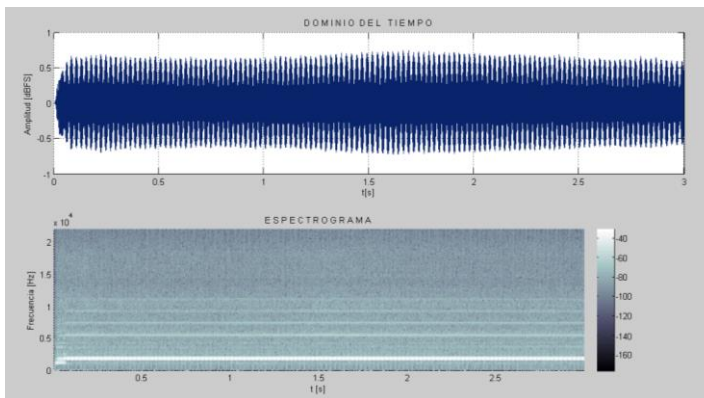 DOMINIO DEL TIEMPO
1
0.5
0
-0.5
-1
Amplitud [dBFS]
0 0.5 1 1.5 2 2.5 3
t[s]
ESPECTROGRAMA
x 10^4
2
1.5
1
0.5
0
Frecuencia [Hz]
0.5 1 1.5 2 2.5
t [s]
-40
-60
-80
-100
-120
-140
-160